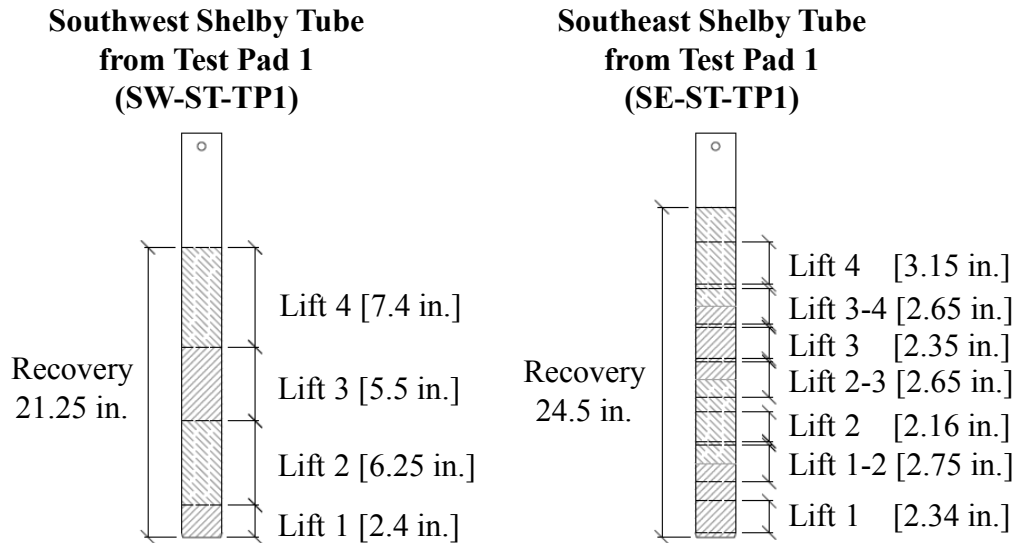 Southwest Shelby Tube
from Test Pad 1
(SW-ST-TP1)
Recovery
21.25 in.
Lift 4 [7.4 in.]
Lift 3 [5.5 in.]
Lift 2 [6.25 in.]
Lift 1 [2.4 in.]
Southeast Shelby Tube
from Test Pad 1
(SE-ST-TP1)
Recovery
24.5 in.
Lift 4 [3.15 in.]
Lift 3-4 [2.65 in.]
Lift 3 [2.35 in.]
Lift 2-3 [2.65 in.]
Lift 2 [2.16 in.]
Lift 1-2 [2.75 in.]
Lift 1 [2.34 in.]